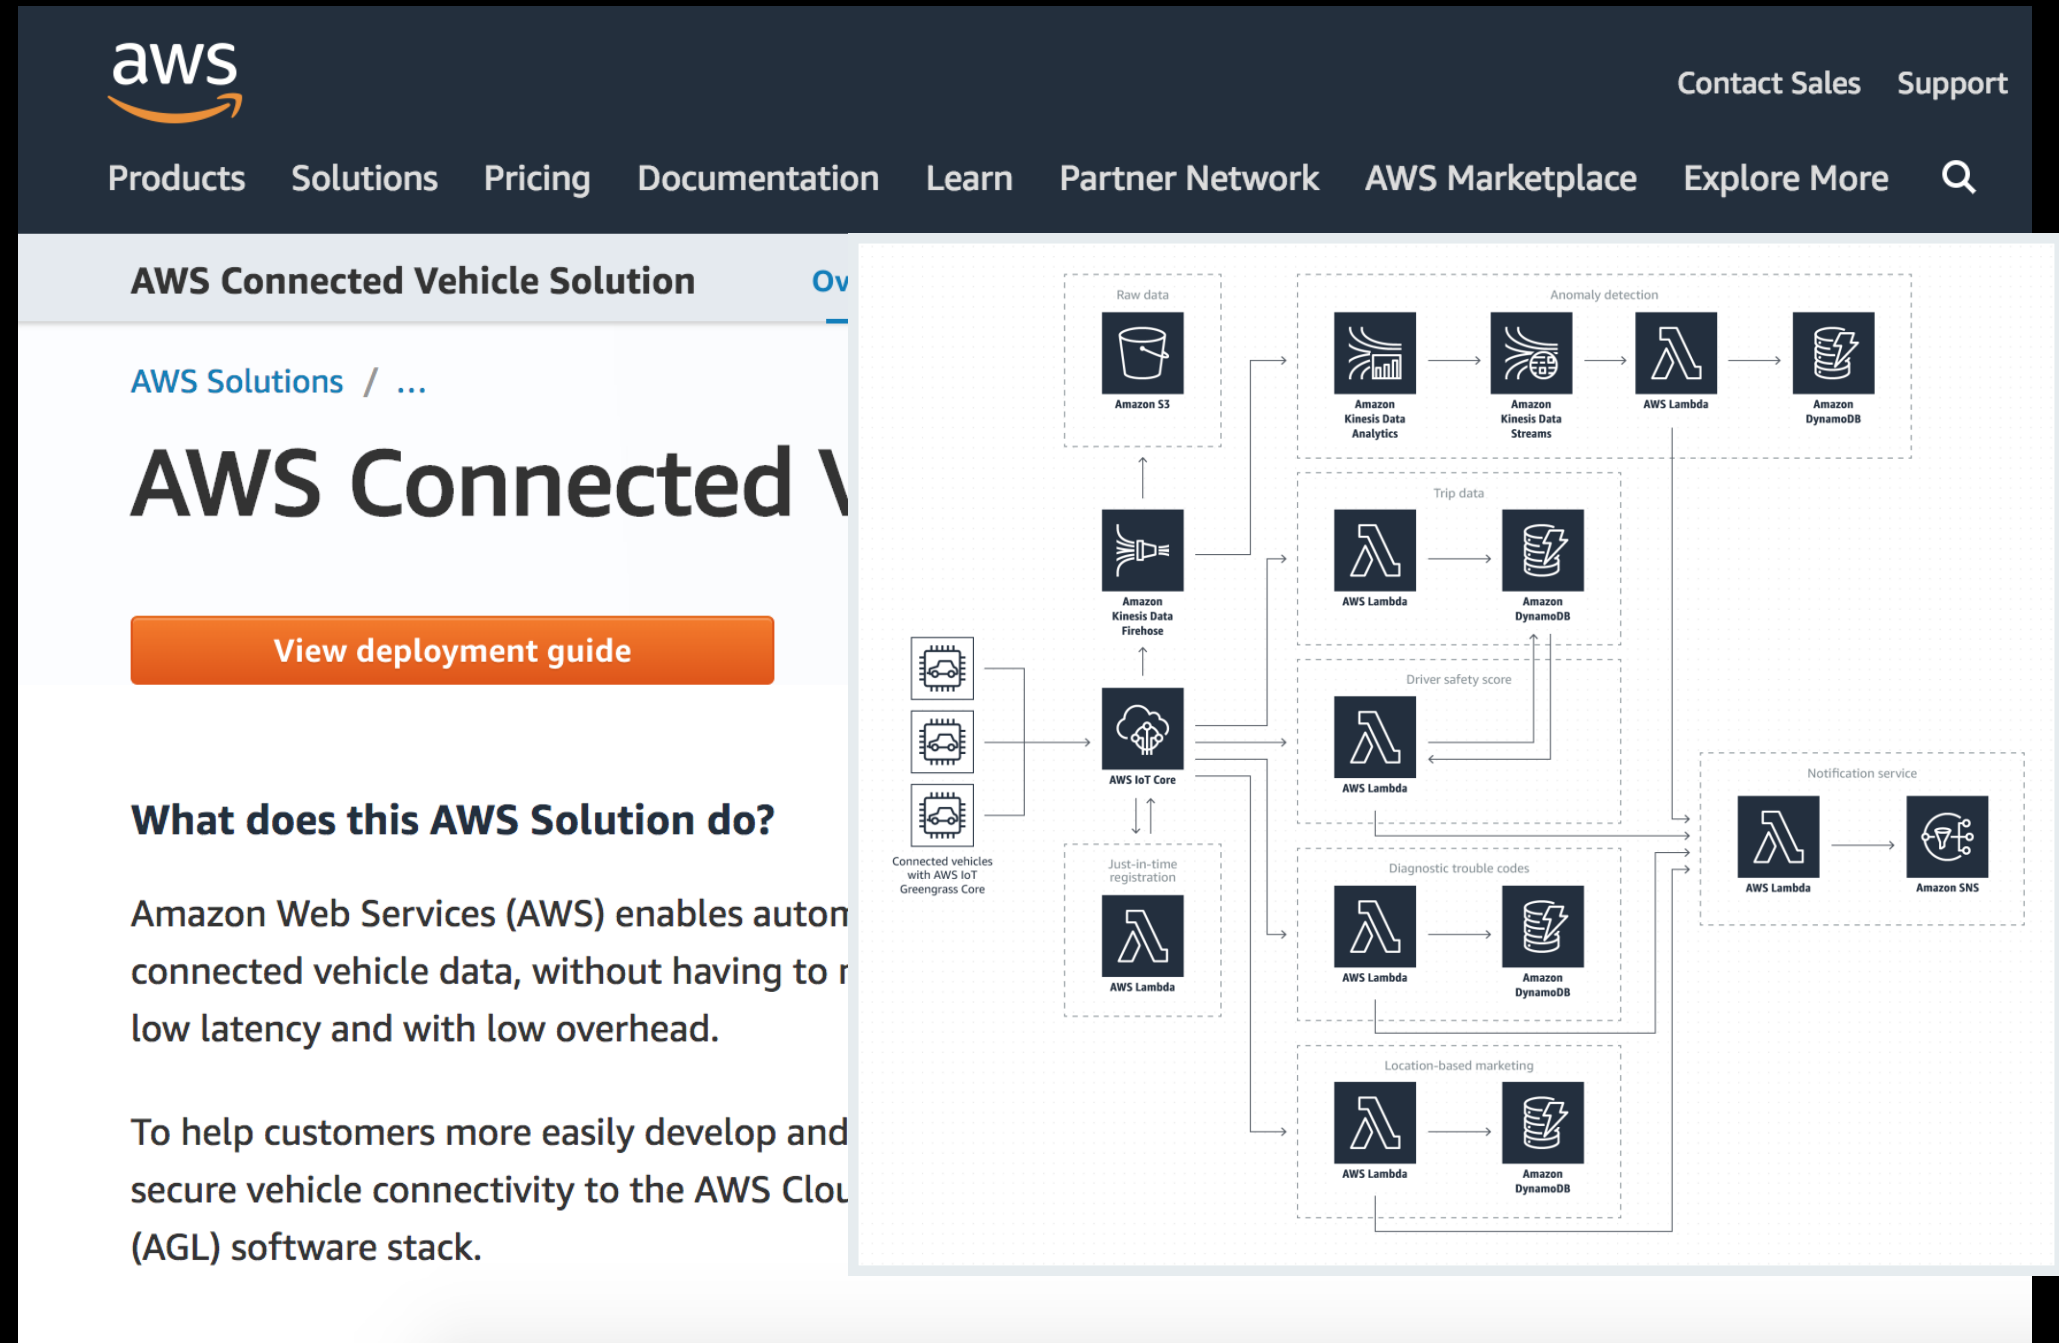 aws
Contact Sales Support
Products Solutions Pricing Documentation Learn Partner Network AWS Marketplace Explore More
AWS Connected Vehicle Solution
AWS Solutions / ...
AWS Connected
View deployment guide
What does this AWS Solution do?
Amazon Web Services (AWS) enables
connected vehicle data, without having to
low latency and with low overhead.
To help customers more easily develop and
secure vehicle connectivity to the AWS
(AGL) software stack.
Raw data
Amazon S3
Anomaly detection
Amazon
Kinesis Data
Analytics
Amazon
Kinesis Data
Streams
AWS Lambda
Amazon
DynamoDB
Amazon
Kinesis Data
Firehose
Trip data
AWS Lambda
Amazon
DynamoDB
Connected vehicles
with AWS IoT
Greengrass Core
AWS IoT Core
Driver safety score
AWS Lambda
Just-in-time
registration
AWS Lambda
Diagnostic trouble codes
AWS Lambda
Amazon
DynamoDB
Location-based marketing
AWS Lambda
Amazon
DynamoDB
Notification service
AWS Lambda
Amazon SNS